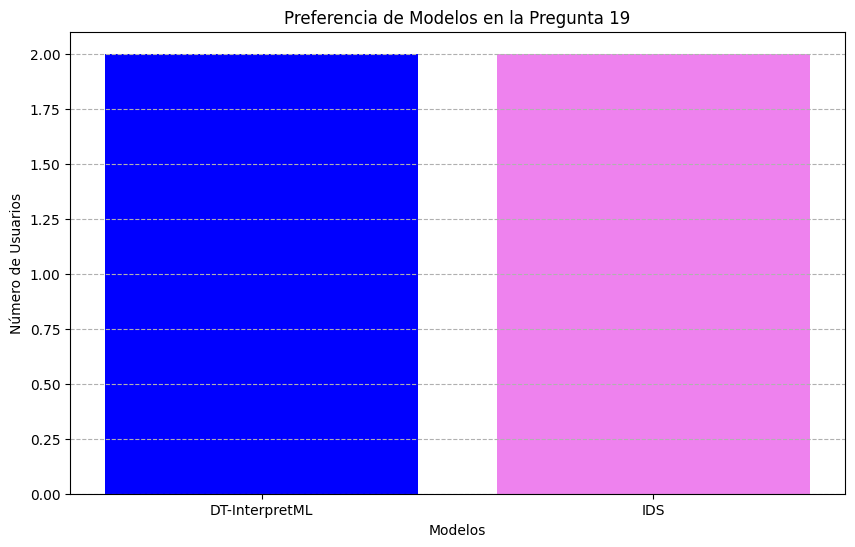 Preferencia de Modelos en la Pregunta 19
Número de Usuarios
2.00
1.75
1.50
1.25
1.00
0.75
0.50
0.25
0.00
DT-InterpretML
IDS
Modelos